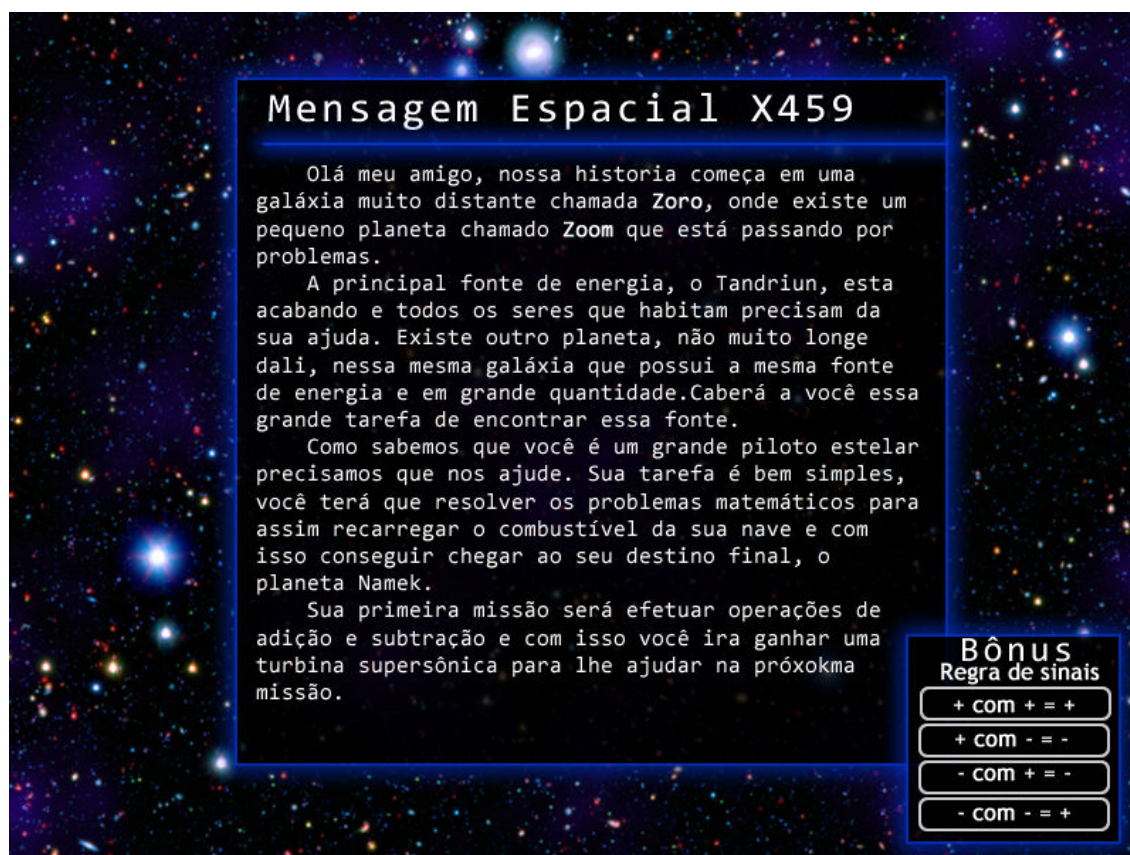 Mensagem Espacial X459
Olá meu amigo, nossa historia começa em uma
galáxia muito distante chamada Zoro, onde existe um
pequeno planeta chamado Zoom que está passando por
problemas.
A principal fonte de energia, o Tandriun, esta
acabando e todos os seres que habitam precisam da
sua ajuda. Existe outro planeta, não muito longe
dali, nessa mesma galáxia que possui a mesma fonte
de energia e em grande quantidade.Caberá a você essa
grande tarefa de encontrar essa fonte.
Como sabemos que você é um grande piloto estelar
precisamos que nos ajude. Sua tarefa é bem simples,
você terá que resolver os problemas matemáticos para
assim recarregar o combustível da sua nave e com
isso conseguir chegar ao seu destino final, o
planeta Namek.
Sua primeira missão será efetuar operações de
adição e subtração e com isso você ira ganhar uma
turbina supersônica para lhe ajudar na próxokma
missão.
Bônus
Regra de sinais
+ com + = +
+ com - = -
- com + = -
- com - = +